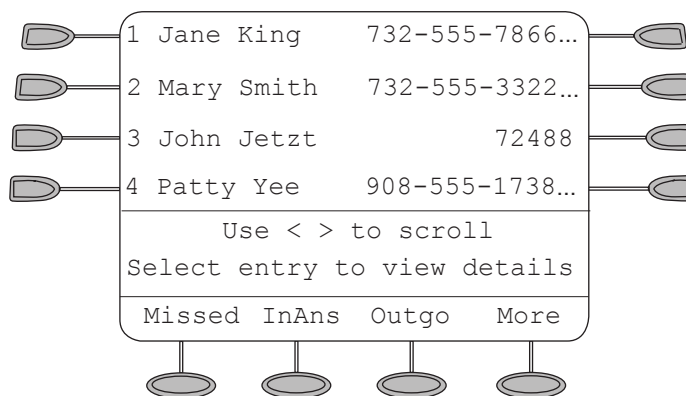 1 Jane King 732-555-7866...
2 Mary Smith 732-555-3322...
3 John Jetzt 72488
4 Patty Yee 908-555-1738...
Use < > to scroll
Select entry to view details
Missed InAns Outgo More